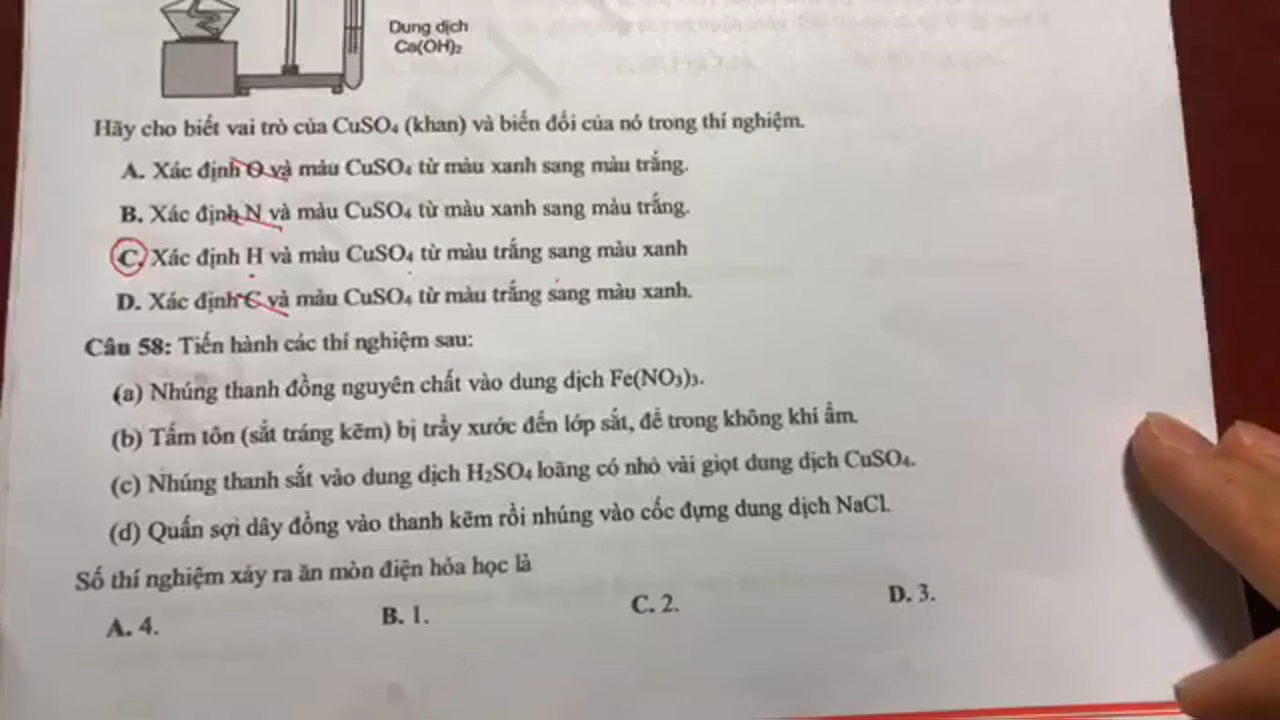 Dung dịch
Ca(OH)₂
Hãy cho biết vai trò của CuSO₄ (khan) và biến đổi của nó trong thí nghiệm.
A. Xác định O và màu CuSO₄ từ màu xanh sang màu trắng.
B. Xác định N và màu CuSO₄ từ màu xanh sang màu trắng.
C. Xác định H và màu CuSO₄ từ màu trắng sang màu xanh
D. Xác định C và màu CuSO₄ từ màu trắng sang màu xanh.
Câu 58: Tiến hành các thí nghiệm sau:
(a) Nhúng thanh đồng nguyên chất vào dung dịch Fe(NO₃)₃.
(b) Tấm tôn (sắt tráng kẽm) bị trầy xước đến lớp sắt, để trong không khí ẩm.
(c) Nhúng thanh sắt vào dung dịch H₂SO₄ loãng có nhỏ vài giọt dung dịch CuSO₄.
(d) Quấn sợi dây đồng vào thanh kẽm rồi nhúng vào cốc đựng dung dịch NaCl.
Số thí nghiệm xảy ra ăn mòn điện hóa học là
A. 4. B. 1. C. 2. D. 3.